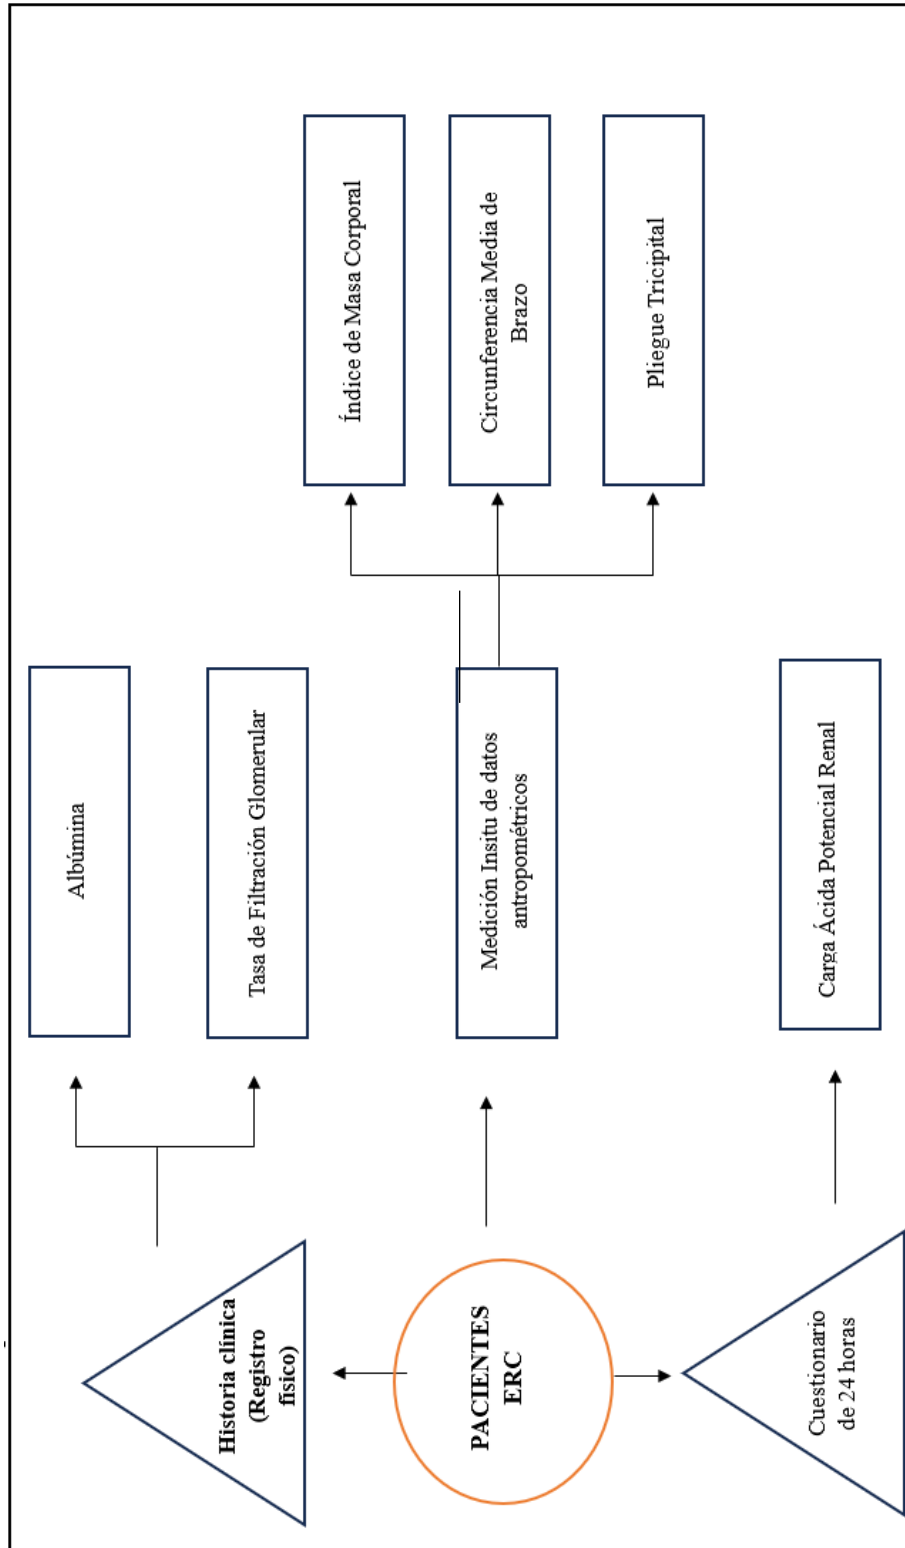 Historia clínica
(Registro
físico)
Albúmina
Tasa de Filtración Glomerular
PACIENTES
ERC
Medición Insitu de datos
antropométricos
Índice de Masa Corporal
Circunferencia Media de
Brazo
Pliegue Tricipital
Cuestionario
de 24 horas
Carga Ácida Potencial Renal